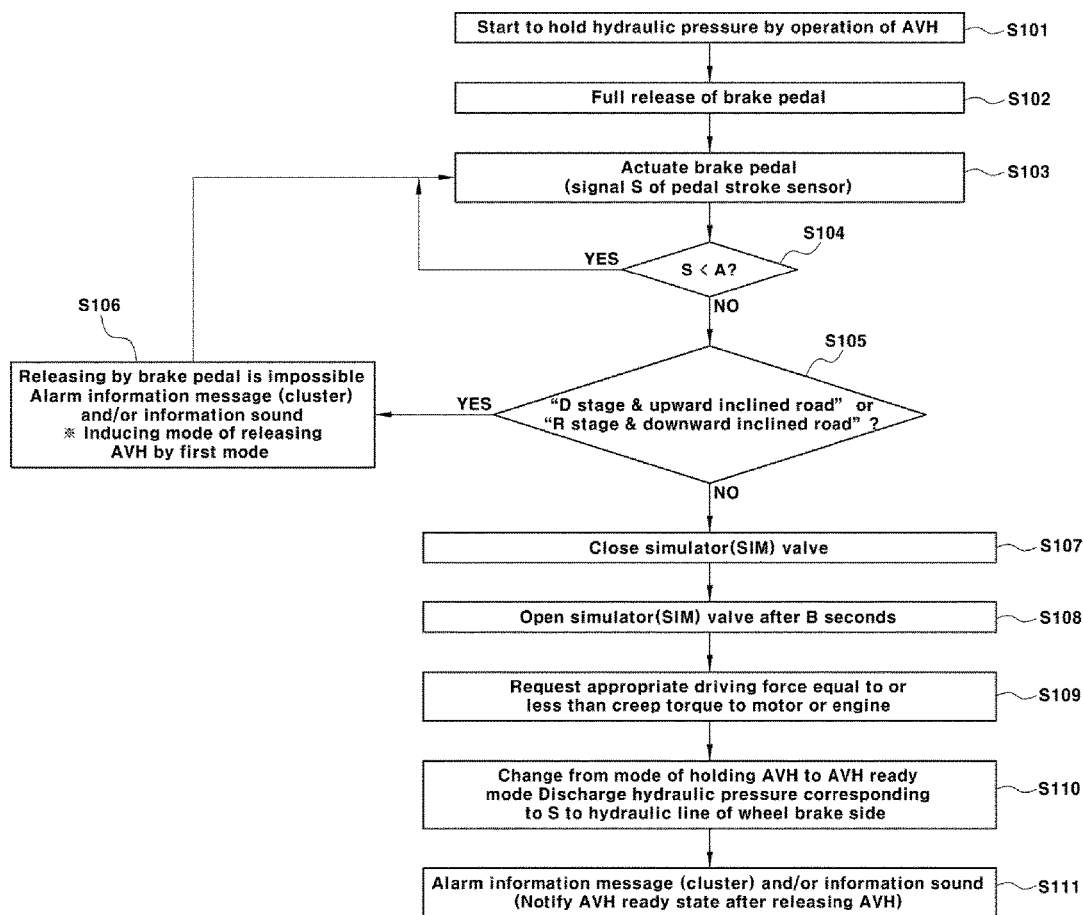 Start to hold hydraulic pressure by operation of AVH
S101
Full release of brake pedal
S102
Actuate brake pedal
(signal S of pedal stroke sensor)
S103
S104
YES
S < A?
NO
S106
S105
Releasing by brake pedal is impossible
Alarm information message (cluster)
and/or information sound
※ Inducing mode of releasing
AVH by first mode
YES
“D stage & upward inclined road” or
“R stage & downward inclined road” ?
NO
Close simulator(SIM) valve
S107
Open simulator(SIM) valve after B seconds
S108
Request appropriate driving force equal to or
less than creep torque to motor or engine
S109
Change from mode of holding AVH to AVH ready
mode Discharge hydraulic pressure corresponding
to S to hydraulic line of wheel brake side
S110
Alarm information message (cluster) and/or information sound
(Notify AVH ready state after releasing AVH)
S111